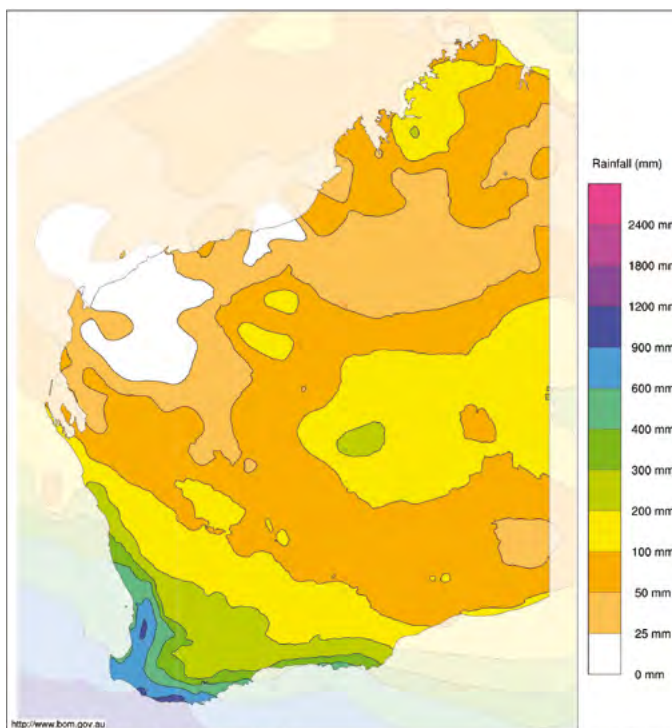 Rainfall (mm)
2400 mm
1800 mm
1200 mm
900 mm
600 mm
400 mm
300 mm
200 mm
100 mm
50 mm
25 mm
0 mm
http://www.bom.gov.au